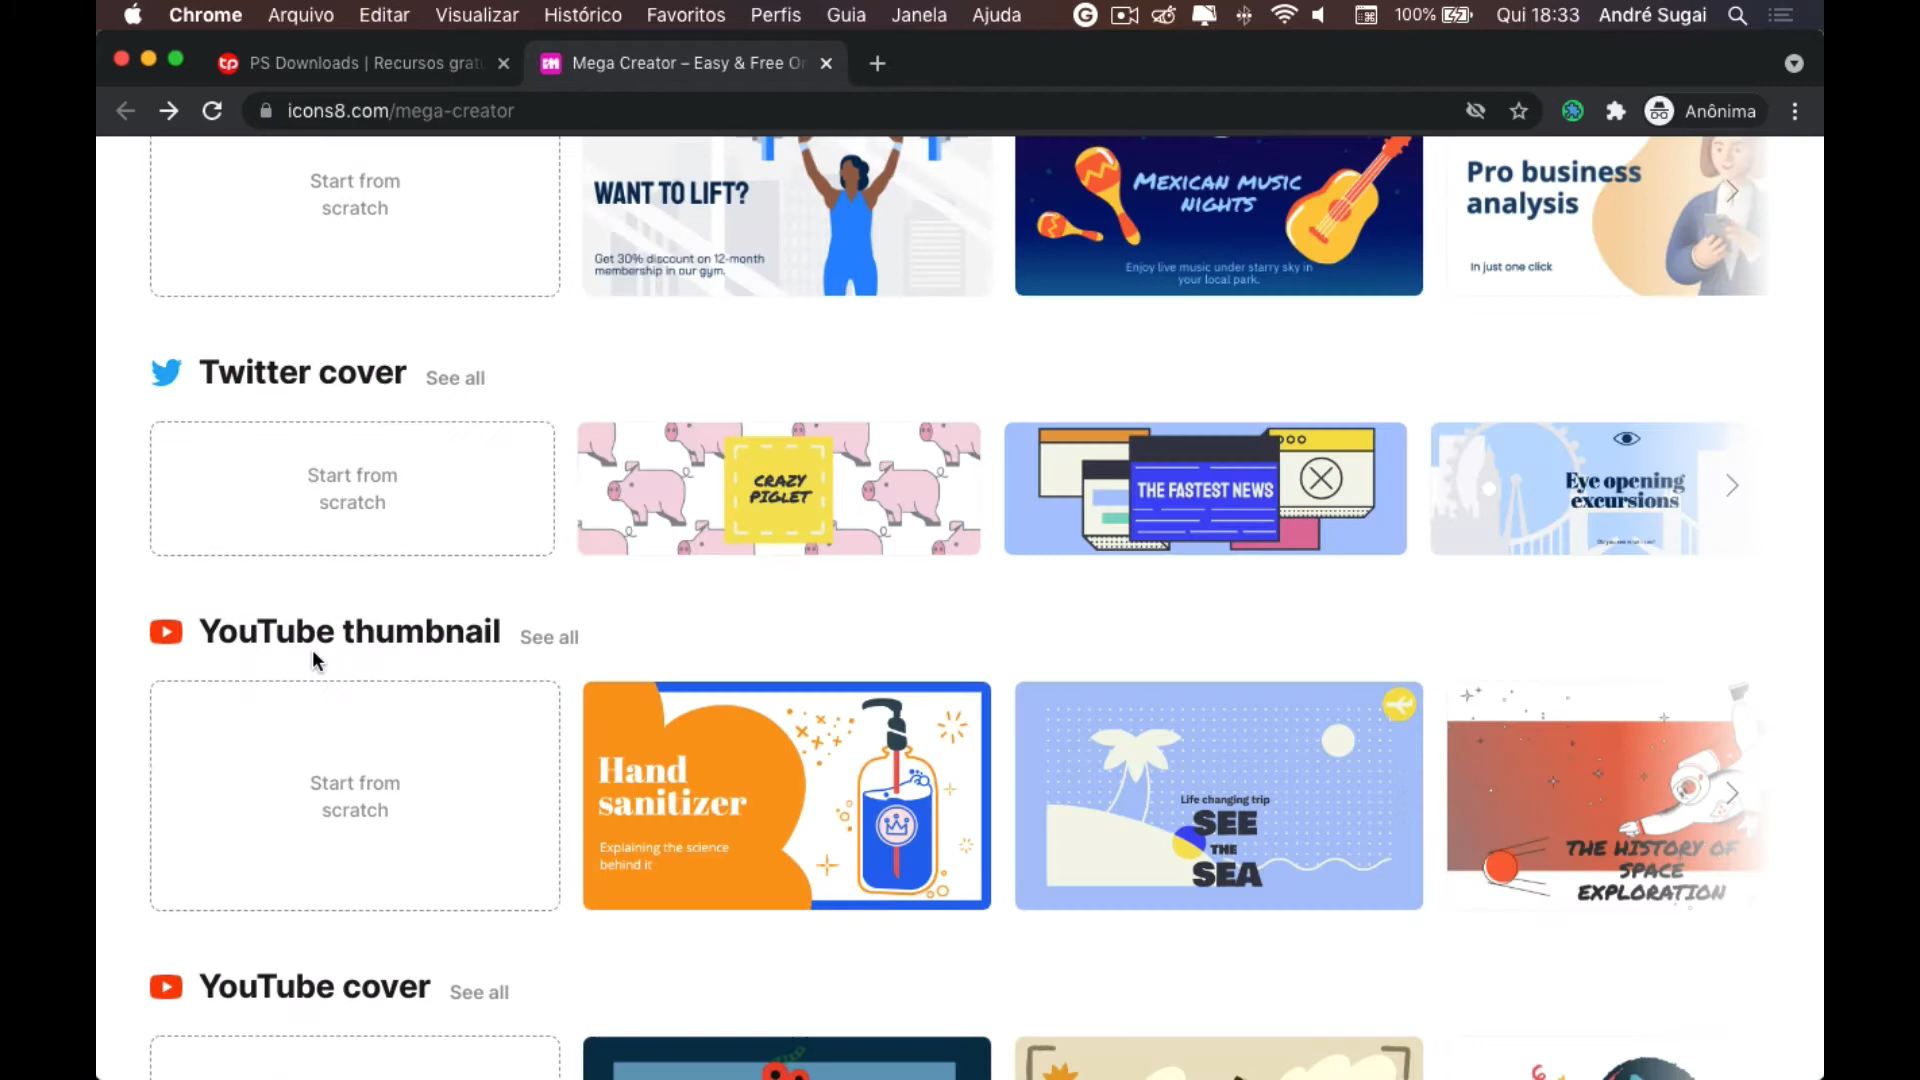 Chrome Arquivo Editar Visualizar Histórico Favoritos Perfis Guia Janela Ajuda 100% Qui 18:33 André Sugai
PS Downloads | Recursos grat
Mega Creator – Easy & Free On
icons8.com/mega-creator
Anônima
Start from
scratch
WANT TO LIFT?
Get 30% discount on 12-month
membership in our gym.
MEXICAN MUSIC
NIGHTS
Enjoy live music under starry sky in
your local park.
Pro business
analysis
In just one click
Twitter cover See all
Start from
scratch
CRAZY
PIGLET
THE FASTEST NEWS
Eye opening
excursions
YouTube thumbnail See all
Start from
scratch
Hand
sanitizer
Explaining the science
behind it
Life changing trip
SEE
THE
SEA
THE HISTORY OF
SPACE
EXPLORATION
YouTube cover See all